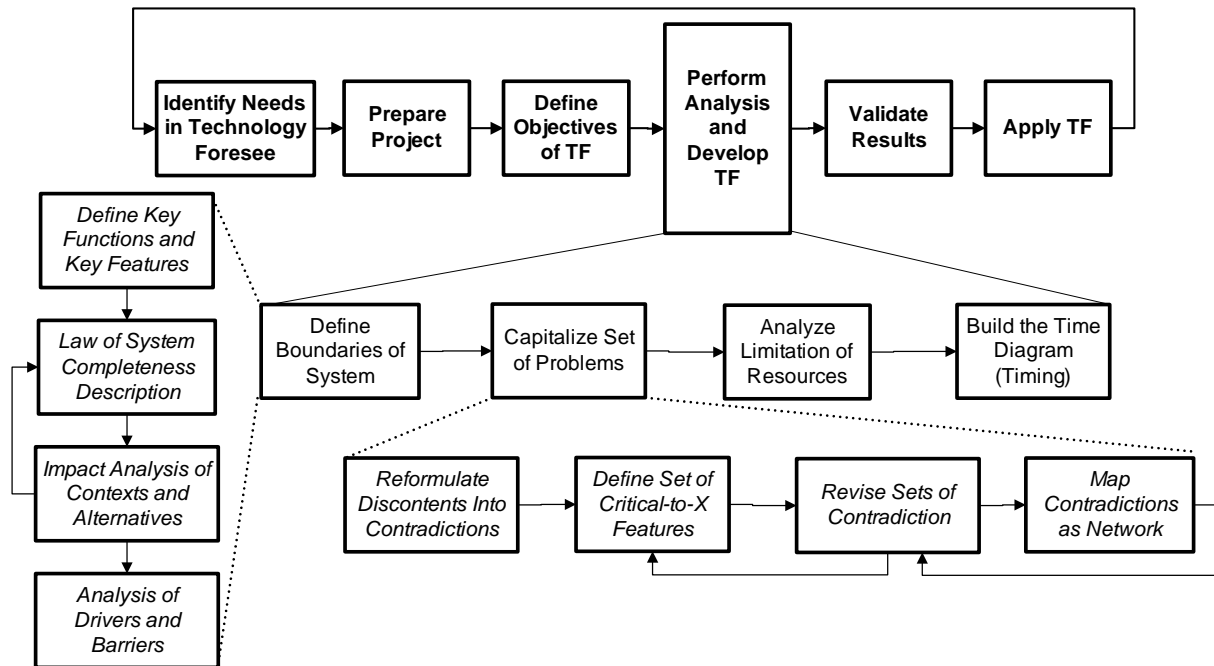 Identify Needs
in Technology
Foresee
Prepare
Project
Define
Objectives
of TF
Perform
Analysis
and
Develop
TF
Validate
Results
Apply TF
Define Key
Functions and
Key Features
Law of System
Completeness
Description
Impact Analysis of
Contexts and
Alternatives
Analysis of
Drivers and
Barriers
Define
Boundaries of
System
Capitalize Set
of Problems
Analyze
Limitation of
Resources
Build the Time
Diagram
(Timing)
Reformulate
Discontents Into
Contradictions
Define Set of
Critical-to-X
Features
Revise Sets of
Contradiction
Map
Contradictions
as Network